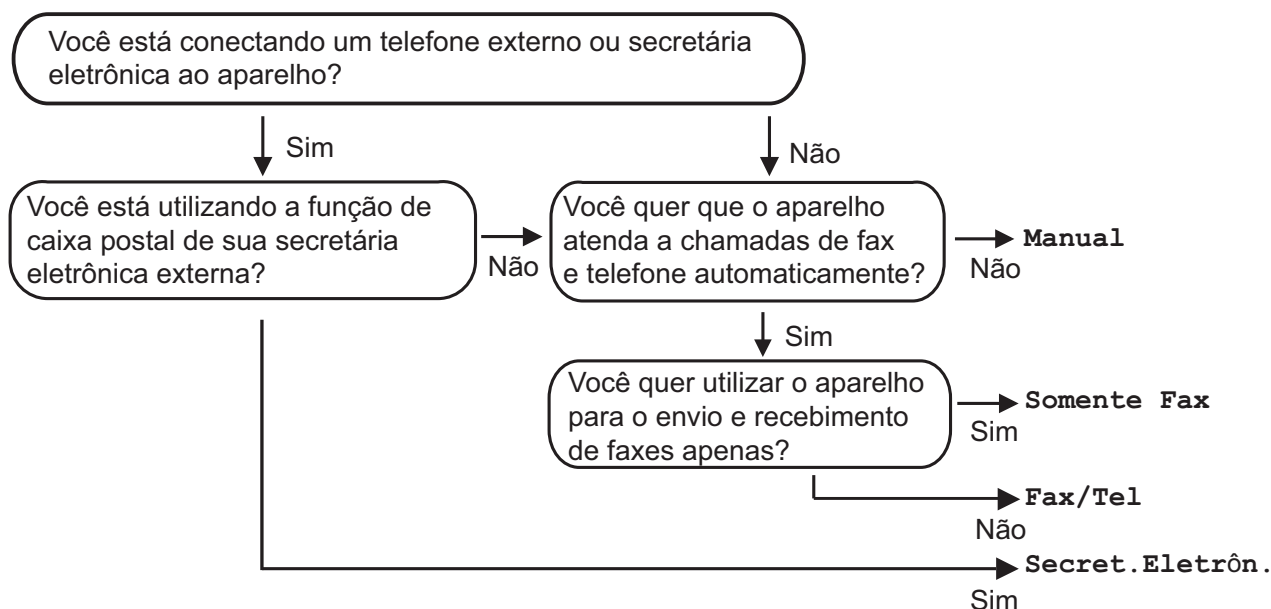 Você está conectando um telefone externo ou secretária
eletrônica ao aparelho?
Sim
Não
Você está utilizando a função de
caixa postal de sua secretária
eletrônica externa?
Não
Você quer que o aparelho
atenda a chamadas de fax
e telefone automaticamente?
Manual
Não
Sim
Você quer utilizar o aparelho
para o envio e recebimento
de faxes apenas?
Somente Fax
Sim
Fax/Tel
Não
Secret.Eletrôn.
Sim